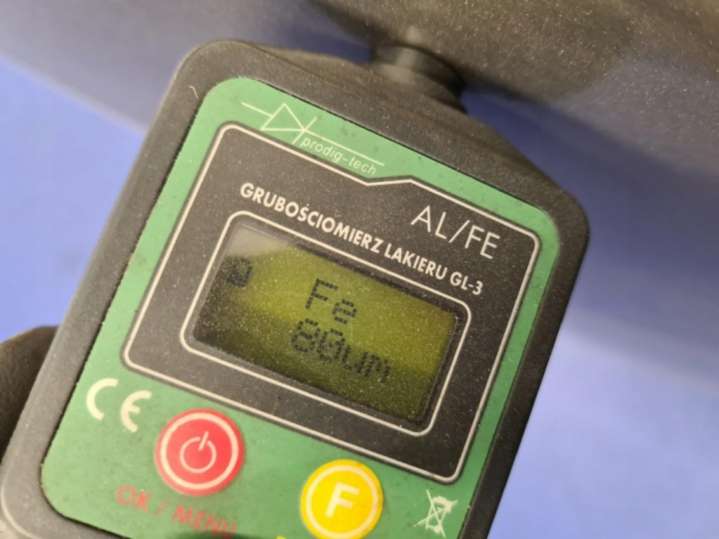 prodig-tech
AL/FE
GRUBOŚCIOMIERZ LAKIERU GL-3
Fe
80um
CE
OK / MENU
F